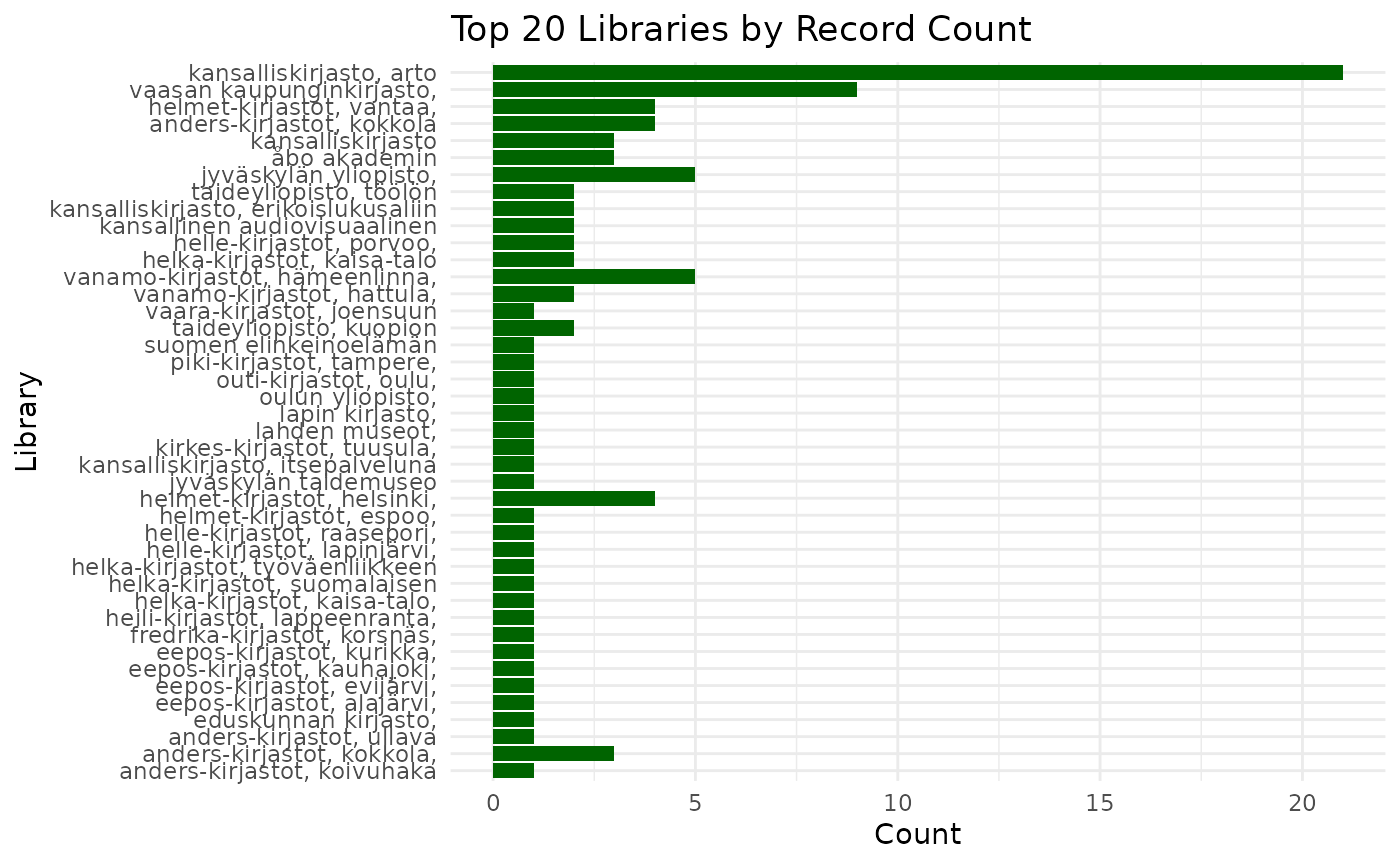 Top 20 Libraries by Record Count
Library
kansalliskirjasto, arto
vaasan kaupunginkirjasto,
helmet-kirjastot, vantaa,
anders-kirjastot, kokkola
kansalliskirjasto
åbo akademin
jyväskylän yliopisto,
taideyliopisto, töölön
kansalliskirjasto, erikoislukusaliin
kansallinen audiovisuaalinen
helle-kirjastot, porvoo,
helka-kirjastot, kaisa-talo
vanamo-kirjastot, hämeenlinna,
vanamo-kirjastot, hattula,
vaara-kirjastot, joensuun
taideyliopisto, kuopion
suomen elinkeinoelämän
piki-kirjastot, tampere,
outi-kirjastot, oulu,
oulun yliopisto,
lapin kirjasto,
lahden museot,
kirkes-kirjastot, tuusula,
kansalliskirjasto, itsepalveluna
jyväskylän taidemuseo
helmet-kirjastot, helsinki,
helmet-kirjastot, espoo,
helle-kirjastot, raasepori,
helle-kirjastot, lapinjärvi,
helka-kirjastot, työväenliikkeen
helka-kirjastot, suomalaisen
helka-kirjastot, kaisa-talo,
heili-kirjastot, lappeenranta,
fredrika-kirjastot, korsnäs,
eepos-kirjastot, kurikka,
eepos-kirjastot, kauhajoki,
eepos-kirjastot, evijärvi,
eepos-kirjastot, alajärvi,
eduskunnan kirjasto,
anders-kirjastot, ullava
anders-kirjastot, kokkola,
anders-kirjastot, koivuhaka
0 5 10 15 20
Count